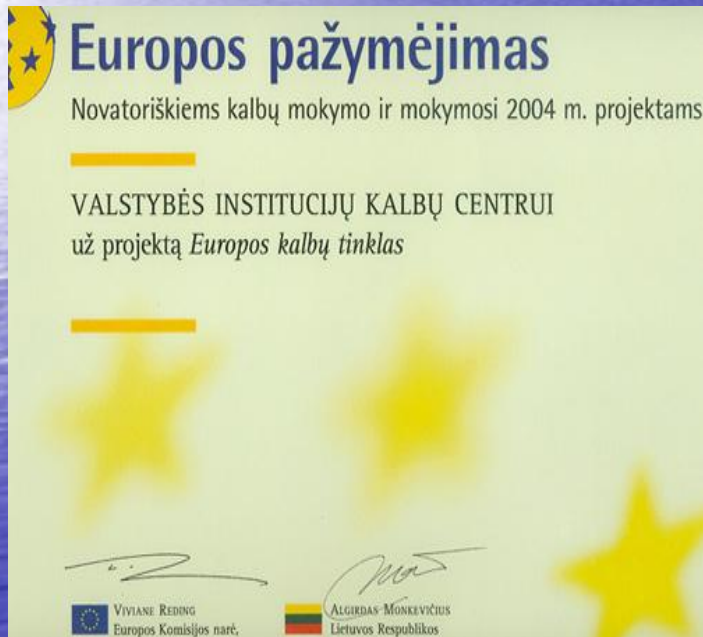 Europos pažymėjimas
Novatoriškiems kalbų mokymo ir mokymosi 2004 m. projektams
VALSTYBĖS INSTITUCIJŲ KALBŲ CENTRUI
už projektą Europos kalbų tinklas
VIVIANE REDING
Europos Komisijos narė,
ALGIRDAS MONKEVIČIUS
Lietuvos Respublikos